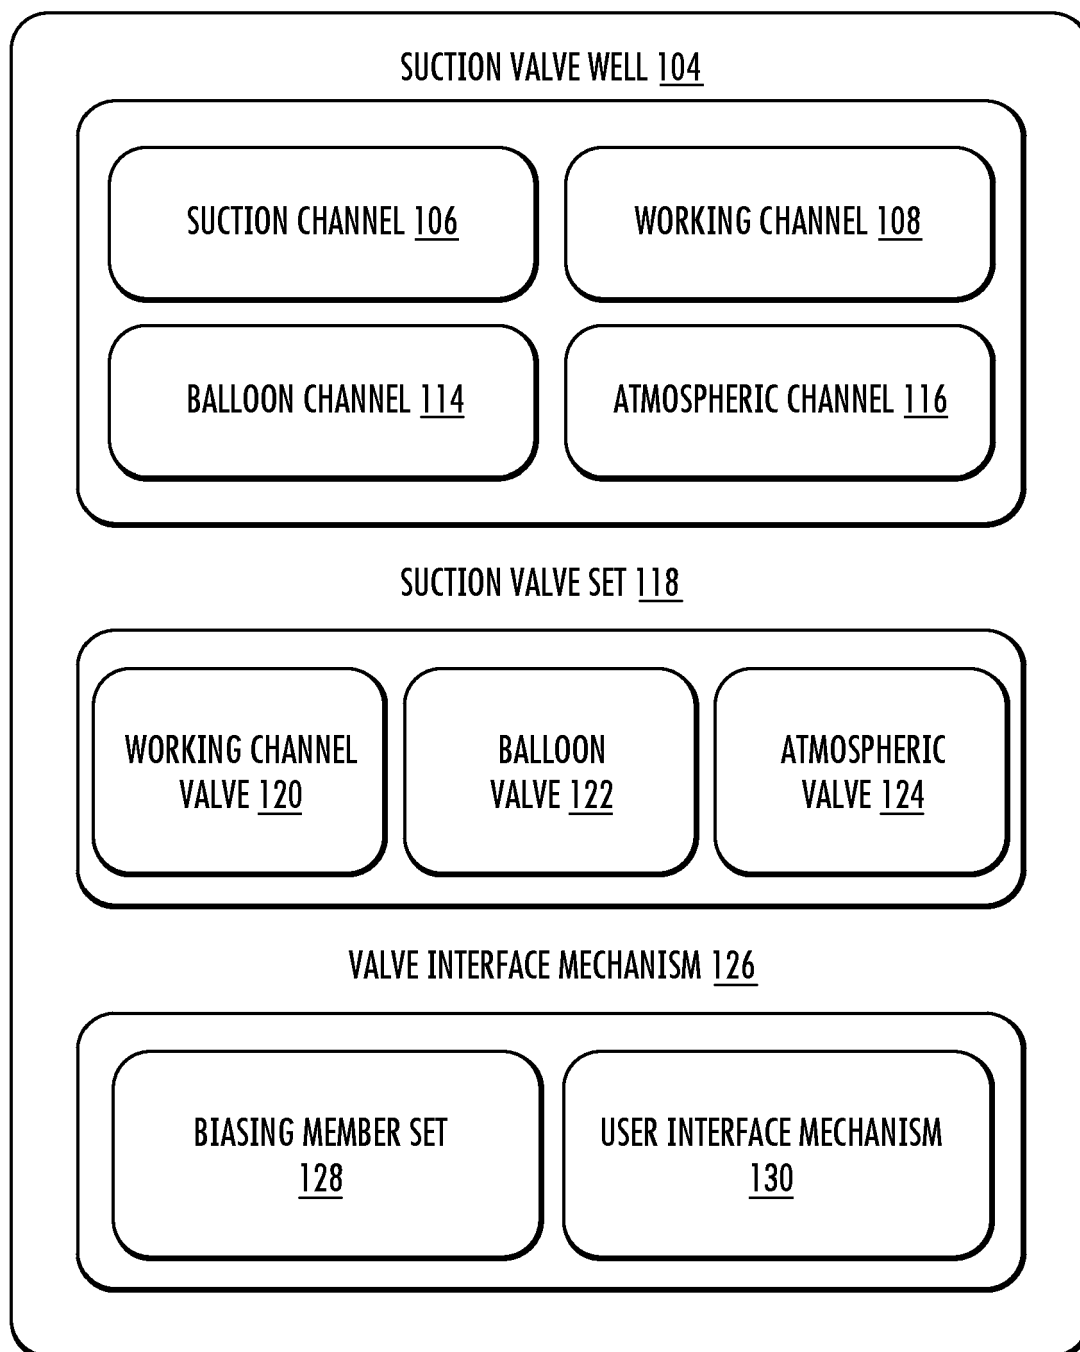 SUCTION VALVE WELL 104
SUCTION CHANNEL 106
WORKING CHANNEL 108
BALLOON CHANNEL 114
ATMOSPHERIC CHANNEL 116
SUCTION VALVE SET 118
WORKING CHANNEL
VALVE 120
BALLOON
VALVE 122
ATMOSPHERIC
VALVE 124
VALVE INTERFACE MECHANISM 126
BIASING MEMBER SET
128
USER INTERFACE MECHANISM
130